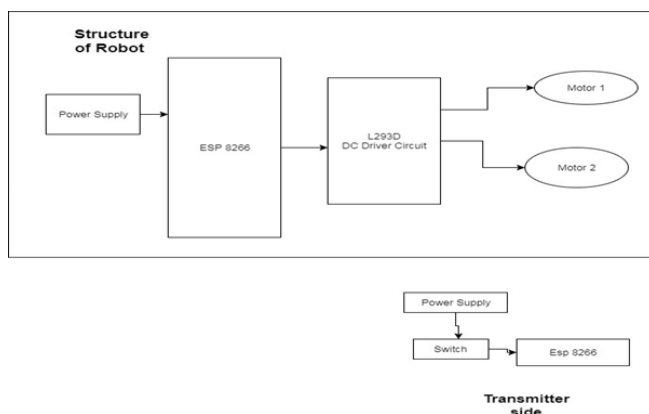 Structure
of Robot
Power Supply
ESP 8266
L293D
DC Driver Circuit
Motor 1
Motor 2
Power Supply
Switch
Esp 8266
Transmitter
side